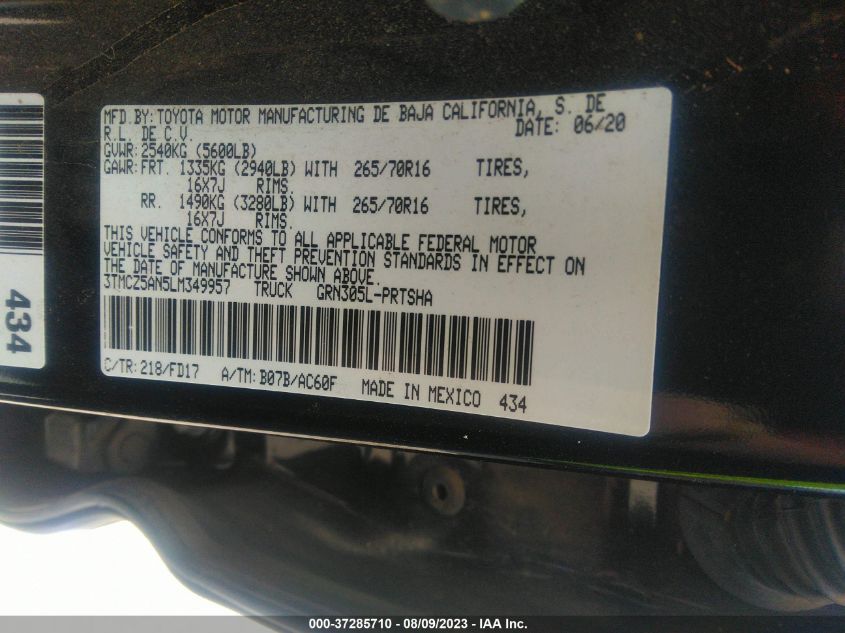 MFD.BY:TOYOTA MOTOR MANUFACTURING DE BAJA CALIFORNIA, S. DE
R.L. DE C.V. DATE: 06/20
GVWR:2540KG (5600LB)
GAWR:FRT. 1335KG (2940LB) WITH 265/70R16 TIRES,
16X7J RIMS.
RR. 1490KG (3280LB) WITH 265/70R16 TIRES,
16X7J RIMS.
THIS VEHICLE CONFORMS TO ALL APPLICABLE FEDERAL MOTOR
VEHICLE SAFETY AND THEFT PREVENTION STANDARDS IN EFFECT ON
THE DATE OF MANUFACTURE SHOWN ABOVE.
3TMCZ5AN5LM349957 TRUCK GRN305L-PRTSHA
C/TR:218/FD17 A/TM:B07B/AC60F MADE IN MEXICO 434
434
000-37285710 - 08/09/2023 - IAA Inc.